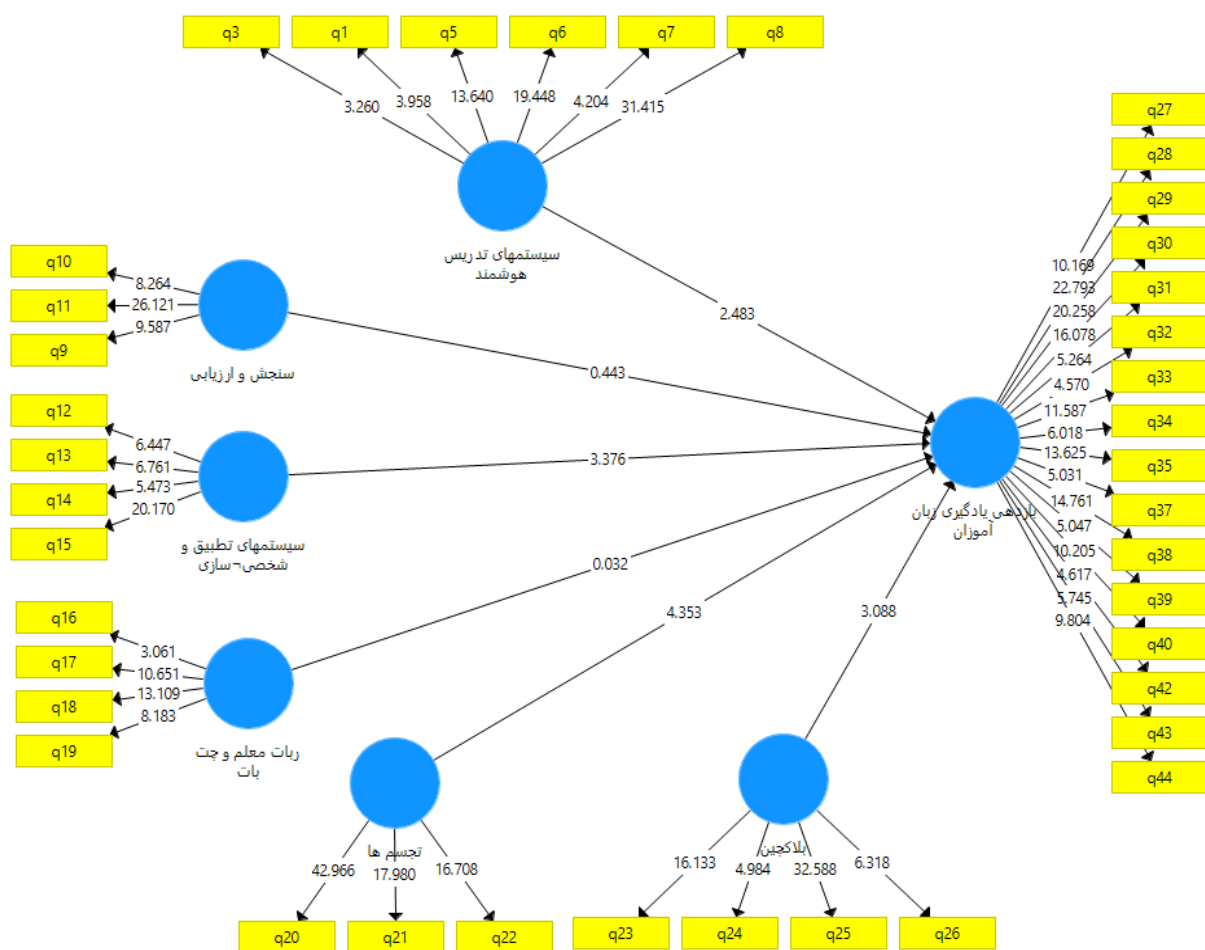 q3
q1
q5
q6
q7
q8
3.260
3.958
13.640
19.448
4.204
31.415
سیستمهای تدریس
هوشمند
2.483
q10
q11
q9
8.264
26.121
9.587
سنجش و ارزیابی
0.443
q12
q13
q14
q15
6.447
6.761
5.473
20.170
سیستمهای تطبیق و
شخصی¬سازی
3.376
q16
q17
q18
q19
3.061
10.651
13.109
8.183
ربات معلم و چت
بات
0.032
تجسم ها
4.353
42.966
17.980
16.708
q20
q21
q22
بلاکچین
3.088
16.133
4.984
32.588
6.318
q23
q24
q25
q26
بازدهی یادگیری زبان
آموزان
10.169
22.793
20.258
16.078
5.264
4.570
11.587
6.018
13.625
5.031
14.761
5.047
10.205
4.617
5.745
9.804
q27
q28
q29
q30
q31
q32
q33
q34
q35
q37
q38
q39
q40
q42
q43
q44